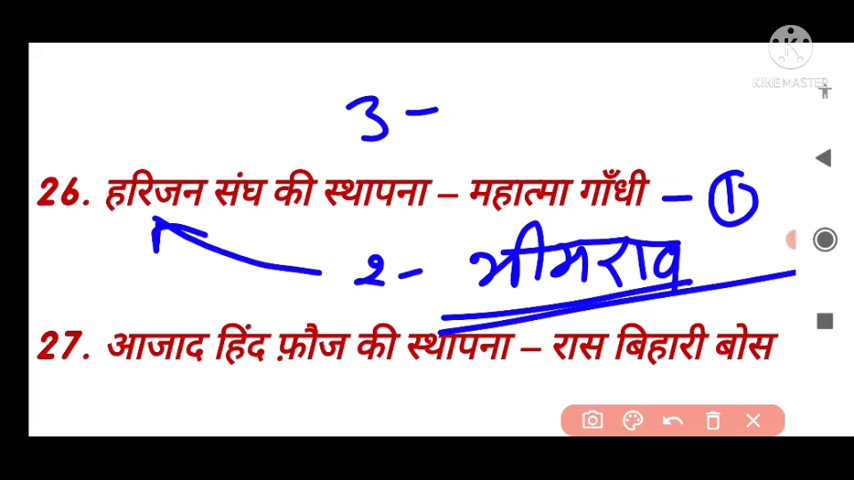 KINEMASTER
3 –
26. हरिजन संघ की स्थापना – महात्मा गाँधी – ①
2 – भीमराव
27. आजाद हिंद फ़ौज की स्थापना – रास बिहारी बोस